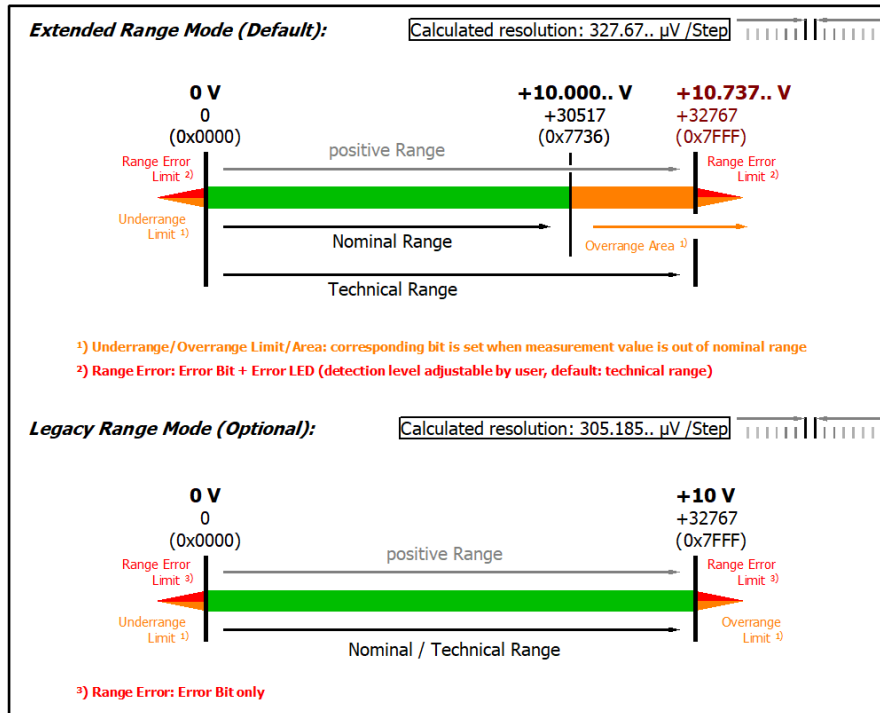 Extended Range Mode (Default):
Calculated resolution: 327.67.. µV /Step
0 V
+10.000.. V
+10.737.. V
0
+30517
+32767
(0x0000)
(0x7736)
(0x7FFF)
positive Range
Range Error
Limit ²⁾
Range Error
Limit ²⁾
Underrange
Limit ¹⁾
Nominal Range
Overrange Area ¹⁾
Technical Range
¹) Underrange/Overrange Limit/Area: corresponding bit is set when measurement value is out of nominal range
²) Range Error: Error Bit + Error LED (detection level adjustable by user, default: technical range)
Legacy Range Mode (Optional):
Calculated resolution: 305.185.. µV /Step
0 V
+10 V
0
+32767
(0x0000)
(0x7FFF)
positive Range
Range Error
Limit ³⁾
Range Error
Limit ³⁾
Underrange
Limit ¹⁾
Overrange
Limit ¹⁾
Nominal / Technical Range
³) Range Error: Error Bit only